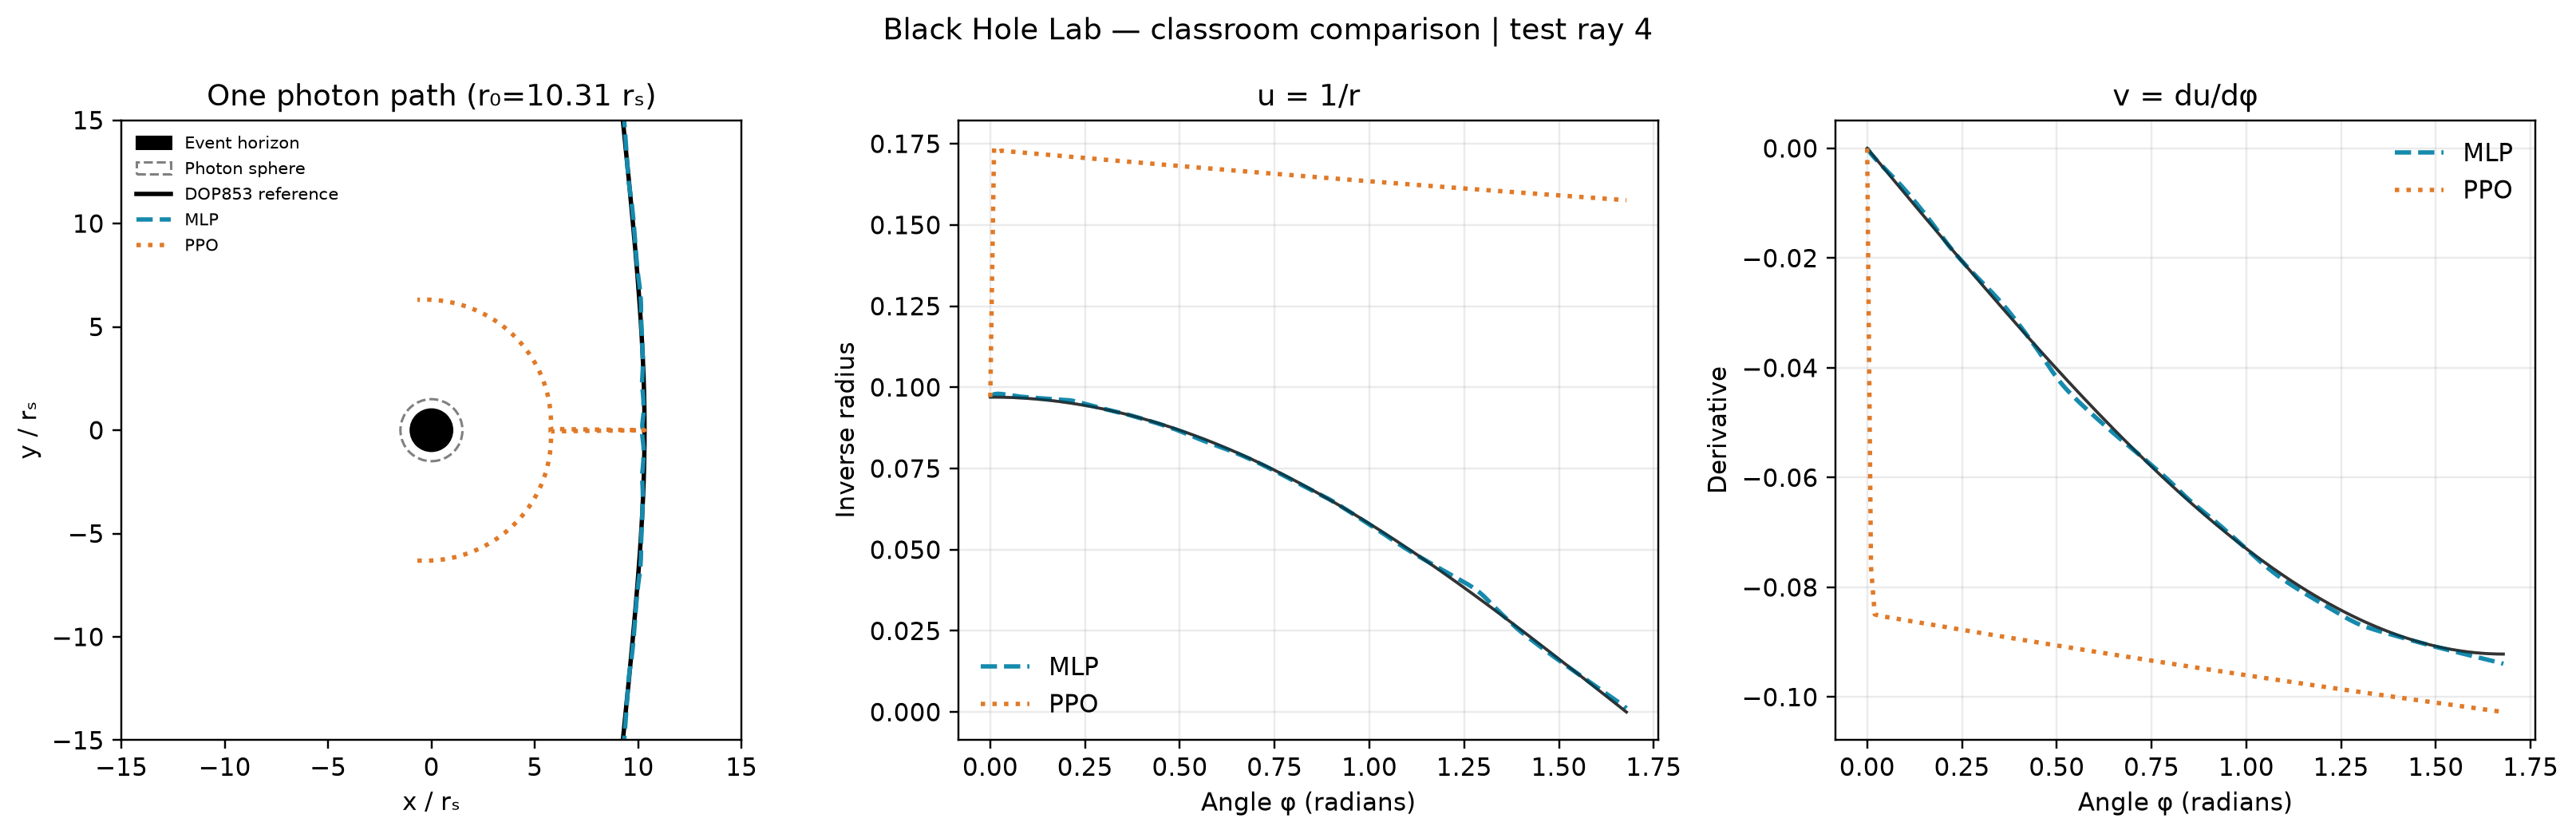 Black Hole Lab — classroom comparison | test ray 4
One photon path (r₀=10.31 rₛ)
15
10
5
0
−5
−10
−15
−15
−10
−5
0
5
10
15
y / rₛ
x / rₛ
Event horizon
Photon sphere
DOP853 reference
MLP
PPO
u = 1/r
0.175
0.150
0.125
0.100
0.075
0.050
0.025
0.000
0.00
0.25
0.50
0.75
1.00
1.25
1.50
1.75
Inverse radius
Angle φ (radians)
MLP
PPO
v = du/dφ
0.00
−0.02
−0.04
−0.06
−0.08
−0.10
0.00
0.25
0.50
0.75
1.00
1.25
1.50
1.75
Derivative
Angle φ (radians)
MLP
PPO